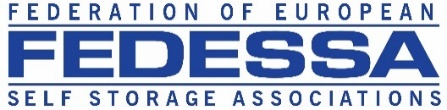 FEDERATION OF EUROPEAN
FEDESSA
SELF STORAGE ASSOCIATIONS